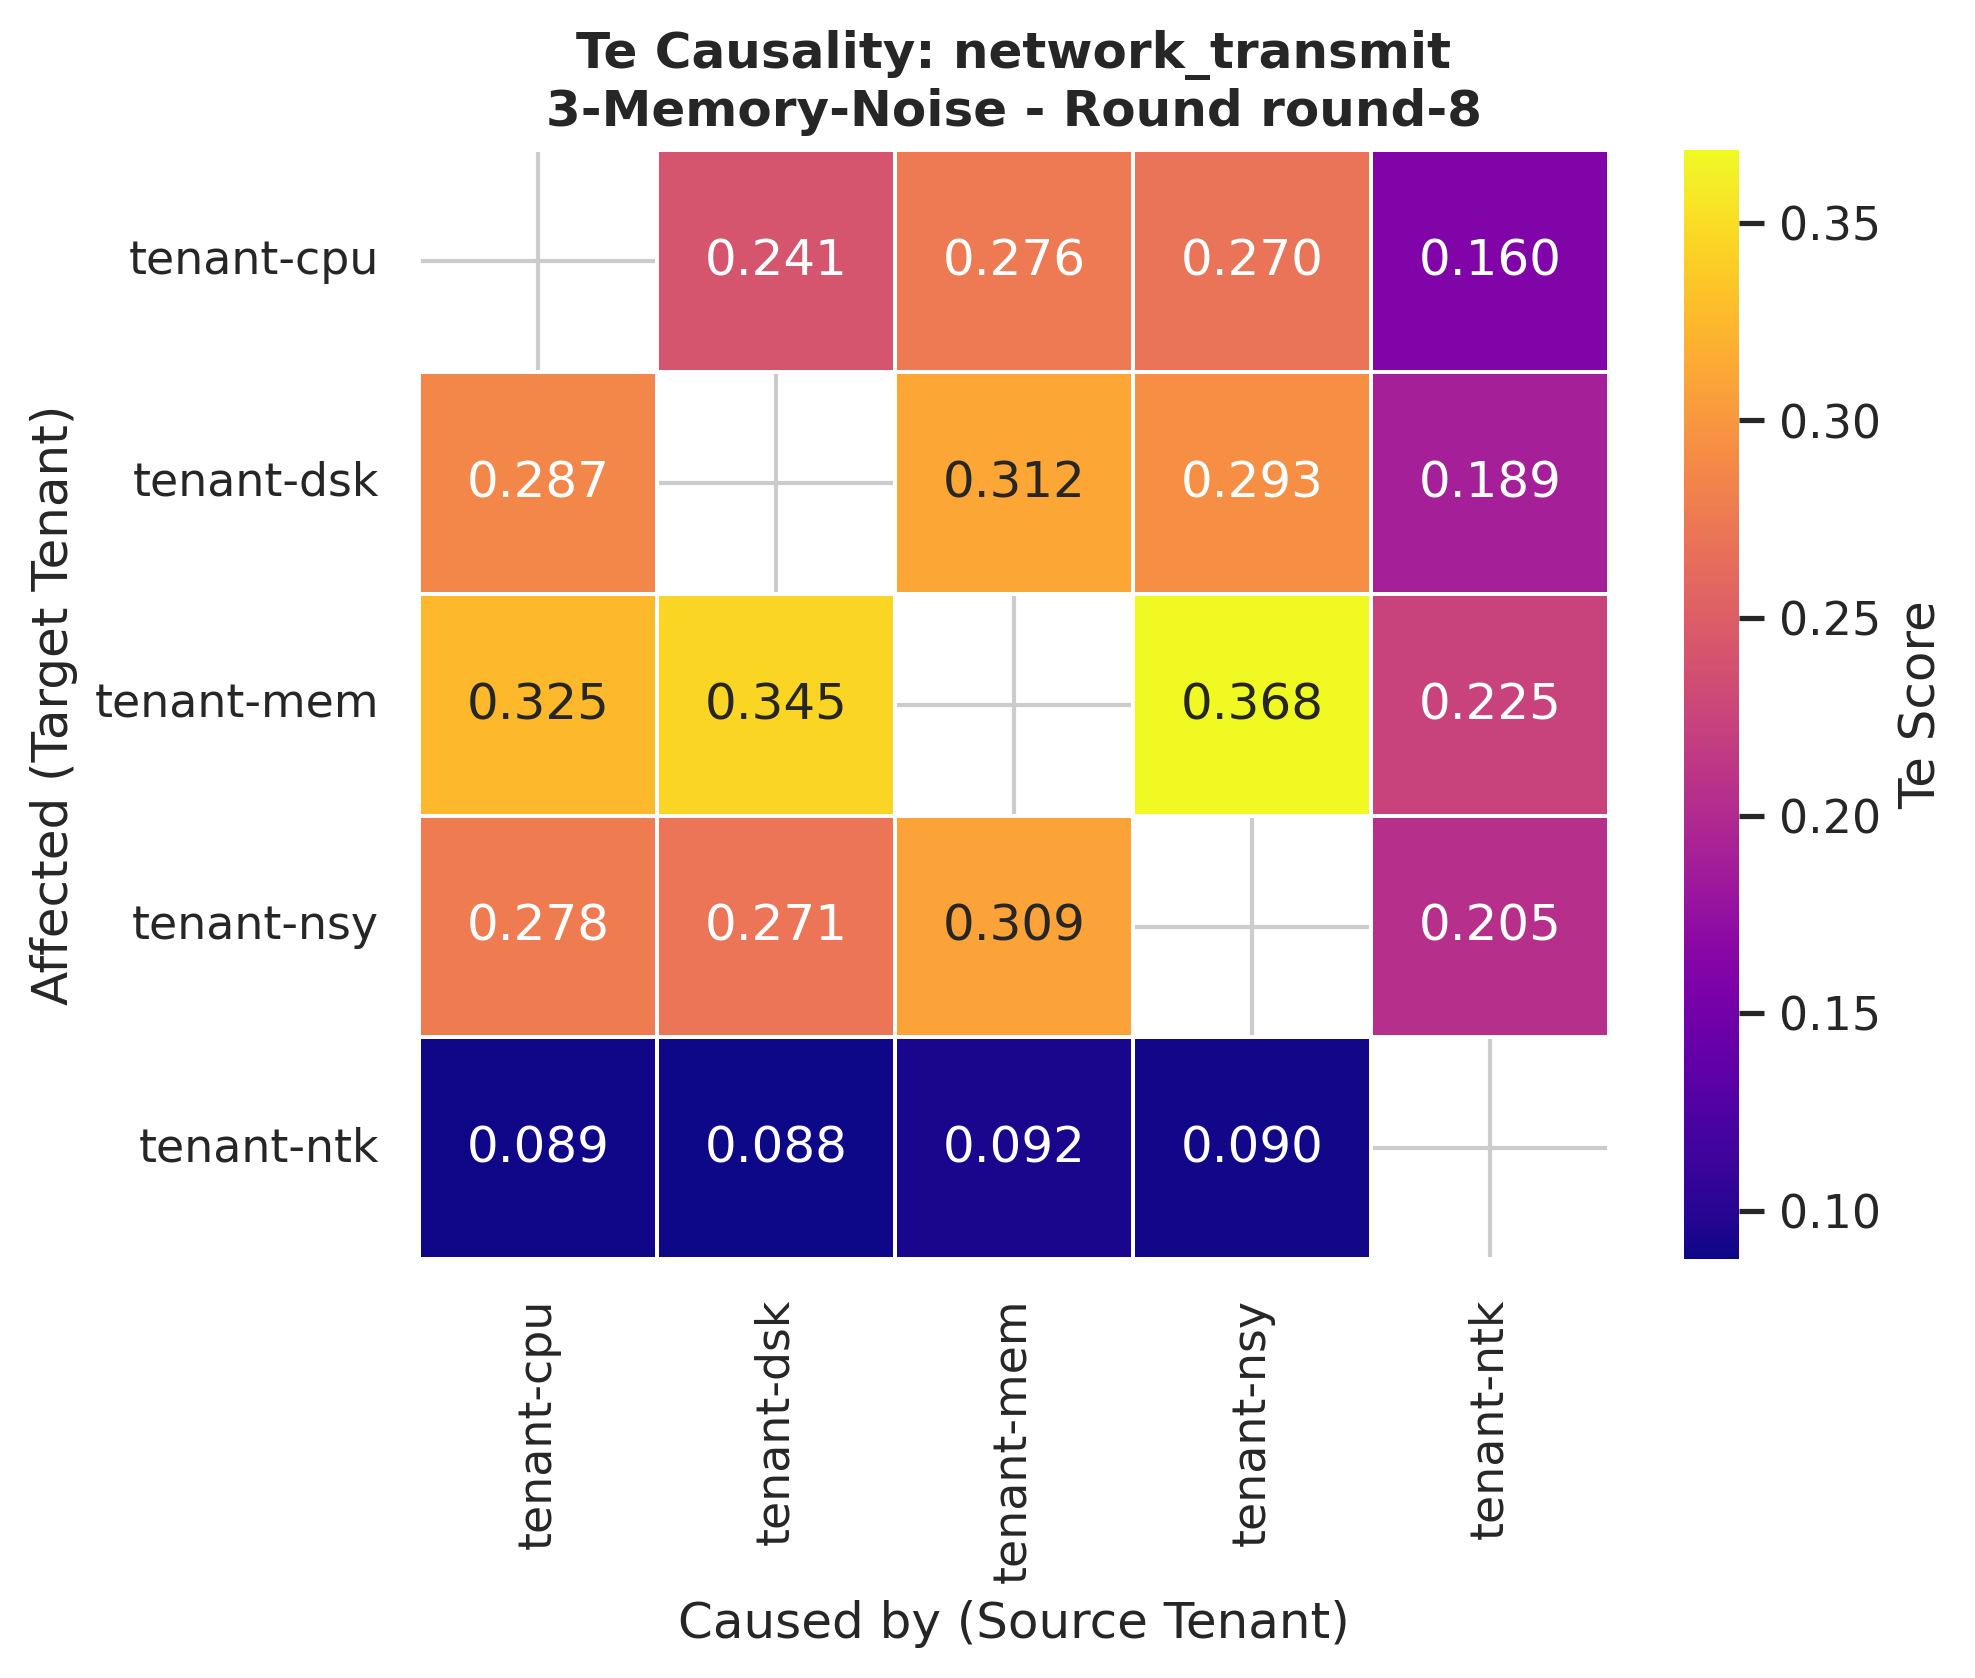 Te Causality: network_transmit
3-Memory-Noise - Round round-8
Affected (Target Tenant)
tenant-cpu 0.241 0.276 0.270 0.160
tenant-dsk 0.287 0.312 0.293 0.189
tenant-mem 0.325 0.345 0.368 0.225
tenant-nsy 0.278 0.271 0.309 0.205
tenant-ntk 0.089 0.088 0.092 0.090
tenant-cpu
tenant-dsk
tenant-mem
tenant-nsy
tenant-ntk
Caused by (Source Tenant)
0.35
0.30
0.25
0.20
0.15
0.10
Te Score